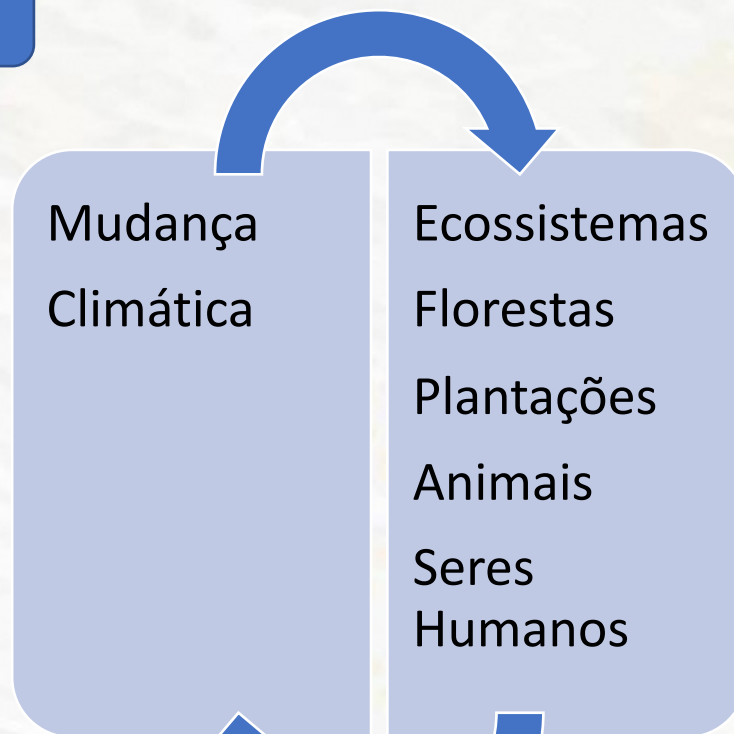 Mudança
Climática
Ecossistemas
Florestas
Plantações
Animais
Seres
Humanos